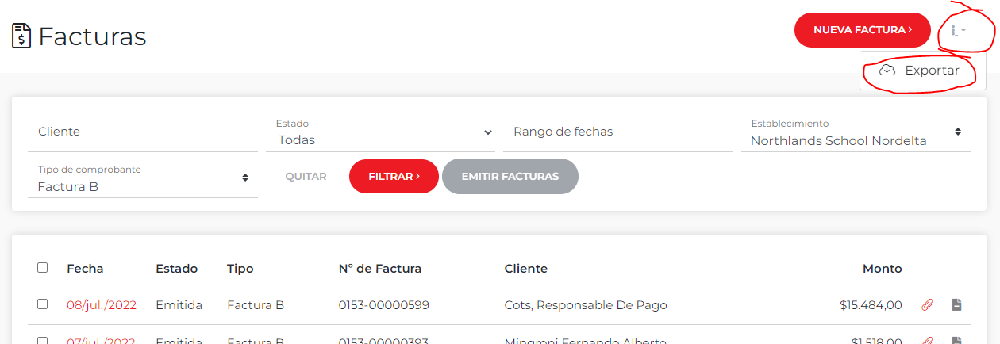 Facturas
NUEVA FACTURA ›
Exportar
Cliente
Estado
Todas
Rango de fechas
Establecimiento
Northlands School Nordelta
Tipo de comprobante
Factura B
QUITAR
FILTRAR ›
EMITIR FACTURAS
Fecha Estado Tipo Nº de Factura Cliente Monto
08/jul./2022 Emitida Factura B 0153-00000599 Cots, Responsable De Pago $15.484,00
07/jul./2022 Emitida Factura B 0153-00000393 Mingroni Fernando Alberto $1.518,00